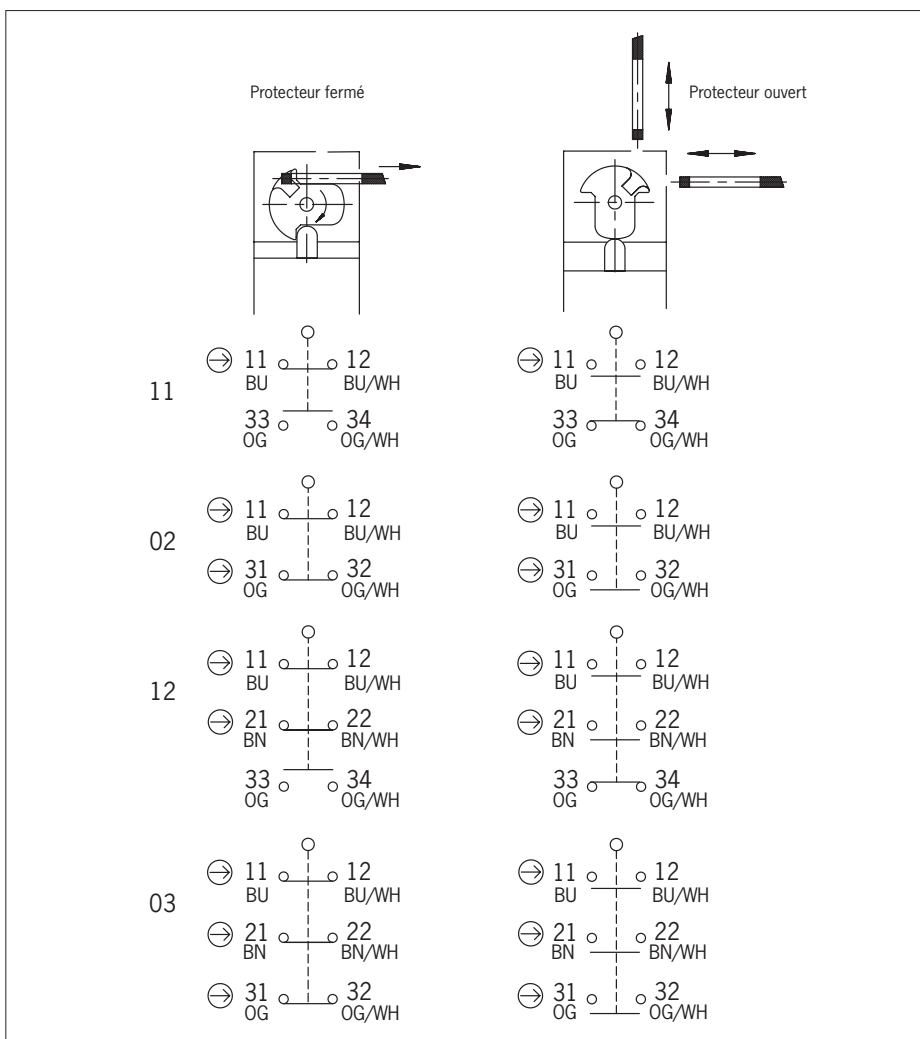 Protecteur fermé
Protecteur ouvert
11
11 12
BU BU/WH
33 34
OG OG/WH
11 12
BU BU/WH
33 34
OG OG/WH
02
11 12
BU BU/WH
31 32
OG OG/WH
11 12
BU BU/WH
31 32
OG OG/WH
12
11 12
BU BU/WH
21 22
BN BN/WH
33 34
OG OG/WH
11 12
BU BU/WH
21 22
BN BN/WH
33 34
OG OG/WH
03
11 12
BU BU/WH
21 22
BN BN/WH
31 32
OG OG/WH
11 12
BU BU/WH
21 22
BN BN/WH
31 32
OG OG/WH